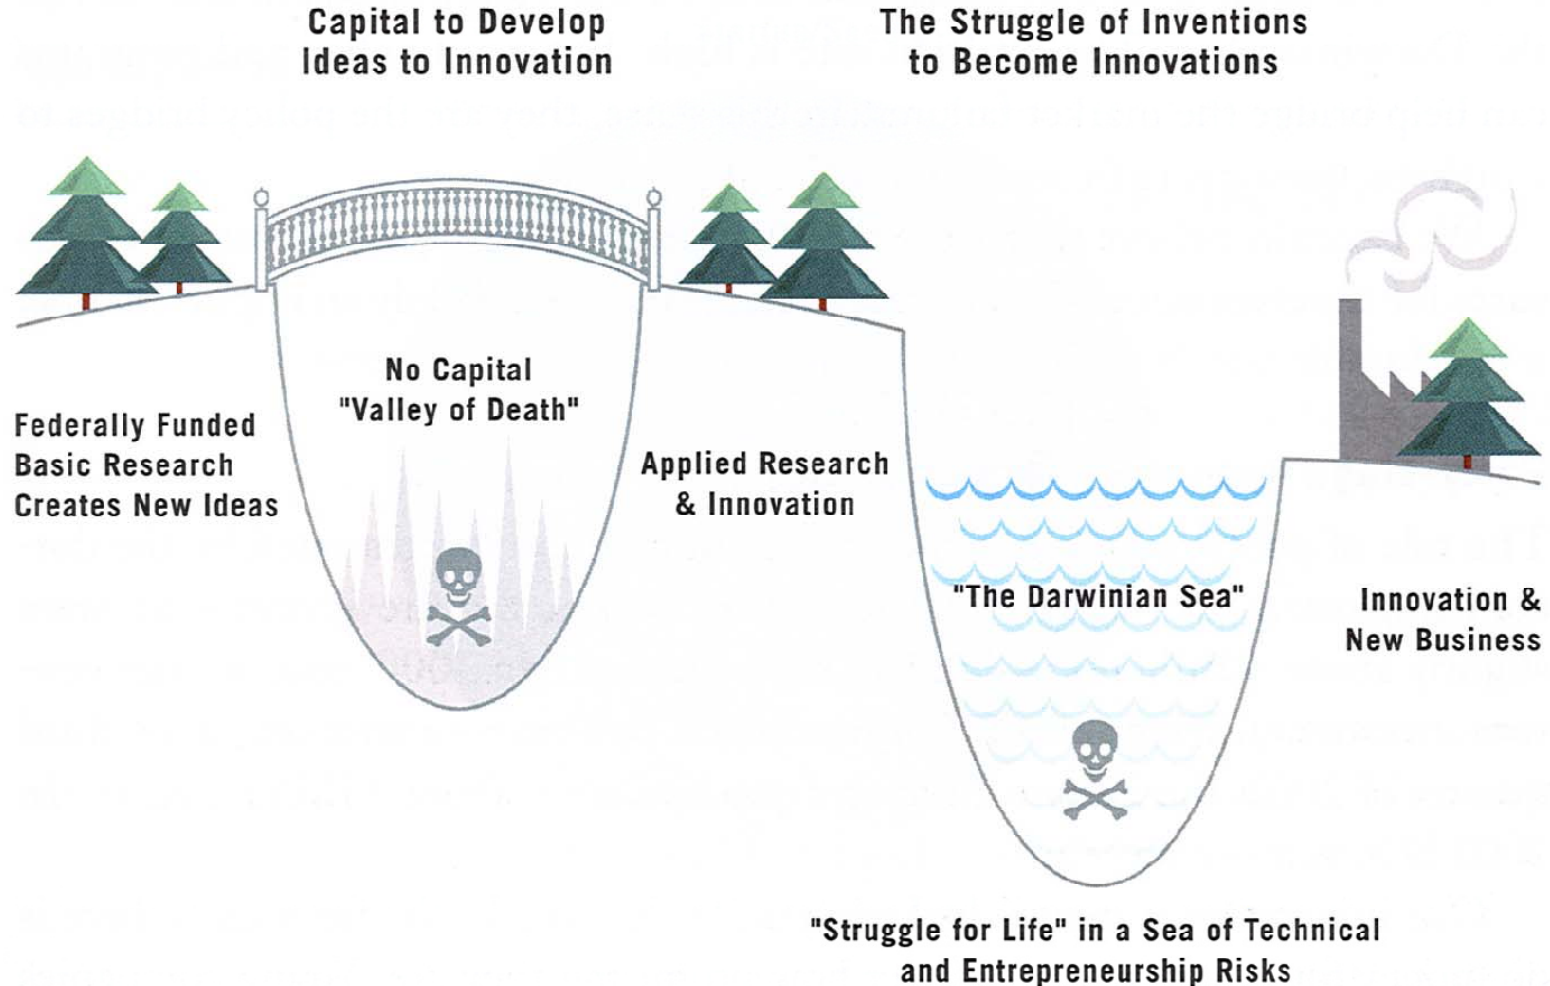 Capital to Develop
Ideas to Innovation
The Struggle of Inventions
to Become Innovations
No Capital
"Valley of Death"
Federally Funded
Basic Research
Creates New Ideas
Applied Research
& Innovation
"The Darwinian Sea"
Innovation &
New Business
"Struggle for Life" in a Sea of Technical
and Entrepreneurship Risks